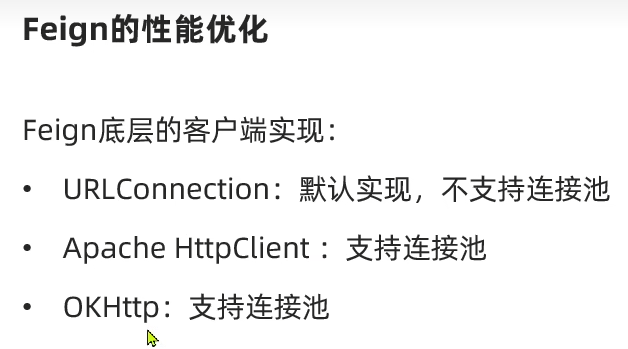 Feign的性能优化
Feign底层的客户端实现：
• URLConnection：默认实现，不支持连接池
• Apache HttpClient ：支持连接池
• OKHttp：支持连接池